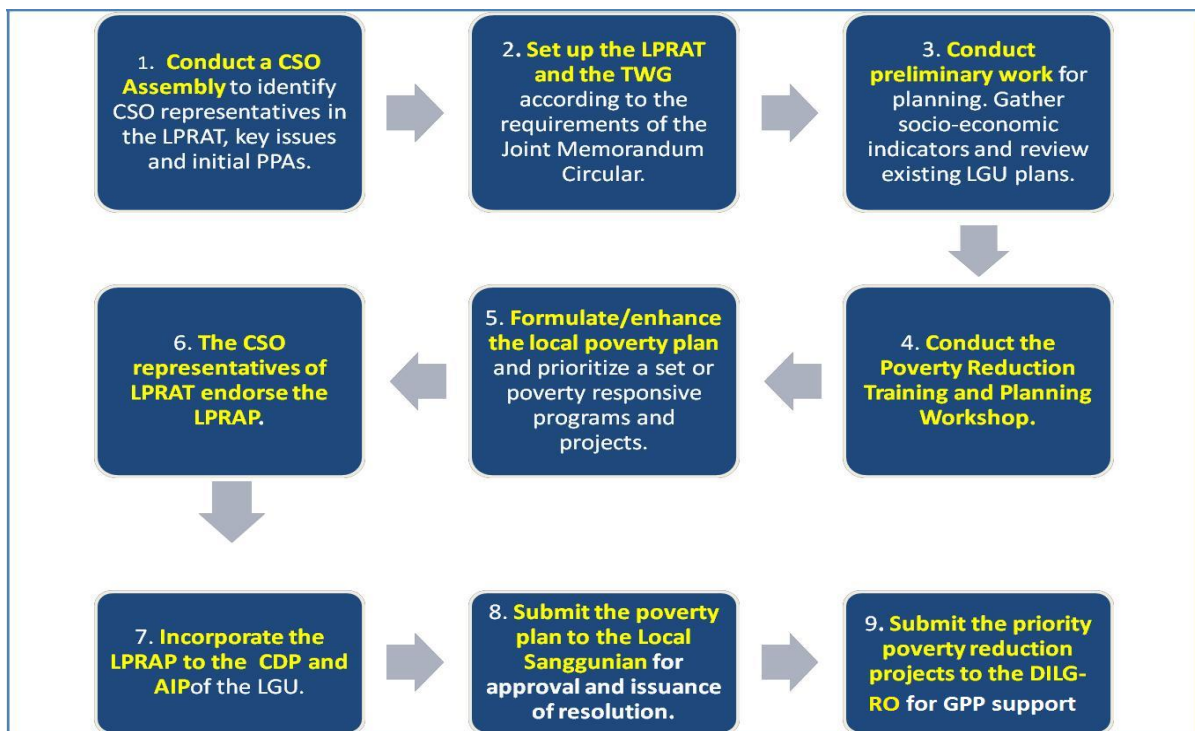 1. Conduct a CSO
Assembly to identify
CSO representatives in
the LPRAT, key issues
and initial PPAs.
2. Set up the LPRAT
and the TWG
according to the
requirements of the
Joint Memorandum
Circular.
3. Conduct
preliminary work for
planning. Gather
socio-economic
indicators and review
existing LGU plans.
4. Conduct the
Poverty Reduction
Training and Planning
Workshop.
5. Formulate/enhance
the local poverty plan
and prioritize a set or
poverty responsive
programs and
projects.
6. The CSO
representatives of
LPRAT endorse the
LPRAP.
7. Incorporate the
LPRAP to the CDP and
AIPof the LGU.
8. Submit the poverty
plan to the Local
Sanggunian for
approval and issuance
of resolution.
9. Submit the priority
poverty reduction
projects to the DILG-
RO for GPP support